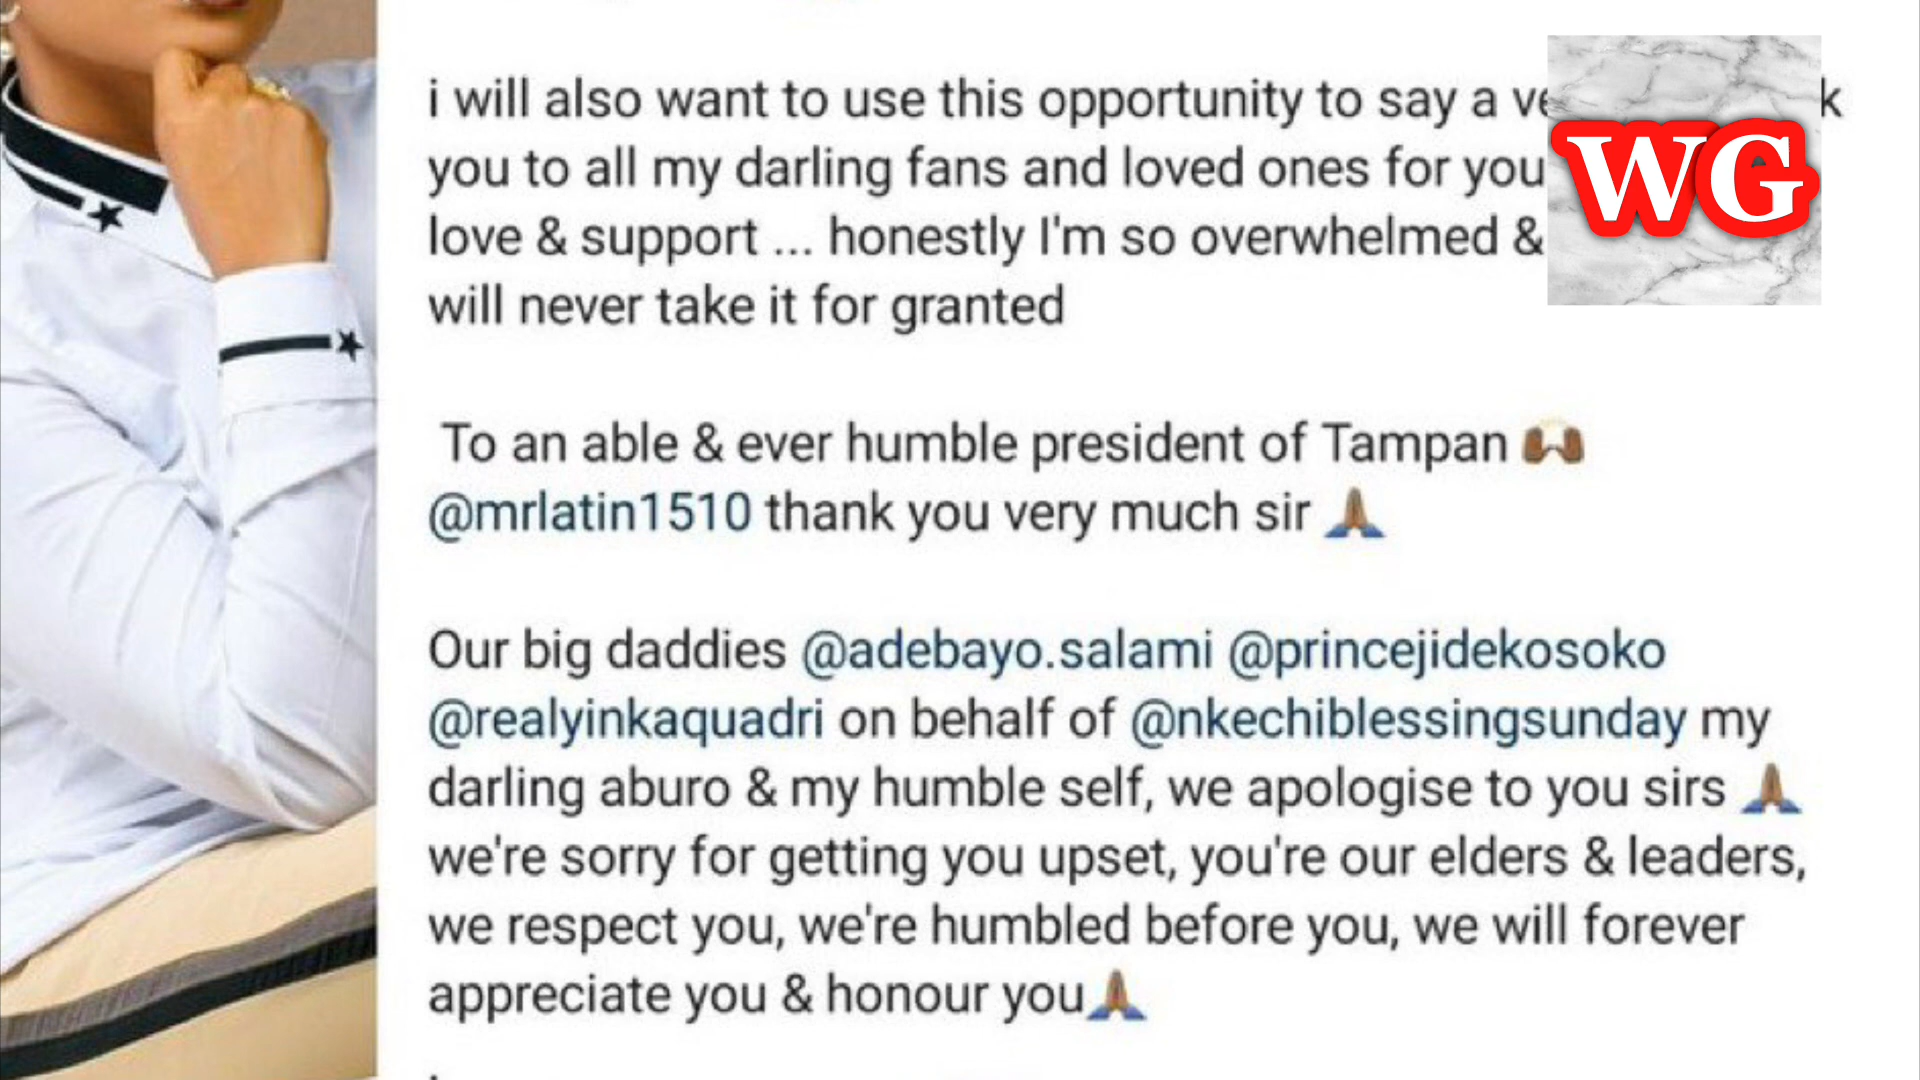 i will also want to use this opportunity to say a
you to all my darling fans and loved ones for you
love & support ... honestly I'm so overwhelmed &
will never take it for granted
To an able & ever humble president of Tampan 🙌🏾
@mrlatin1510 thank you very much sir 🙏🏾
Our big daddies @adebayo.salami @princejidekosoko
@realyinkaquadri on behalf of @nkechiblessingsunday my
darling aburo & my humble self, we apologise to you sirs 🙏🏾
we're sorry for getting you upset, you're our elders & leaders,
we respect you, we're humbled before you, we will forever
appreciate you & honour you🙏🏾
WG